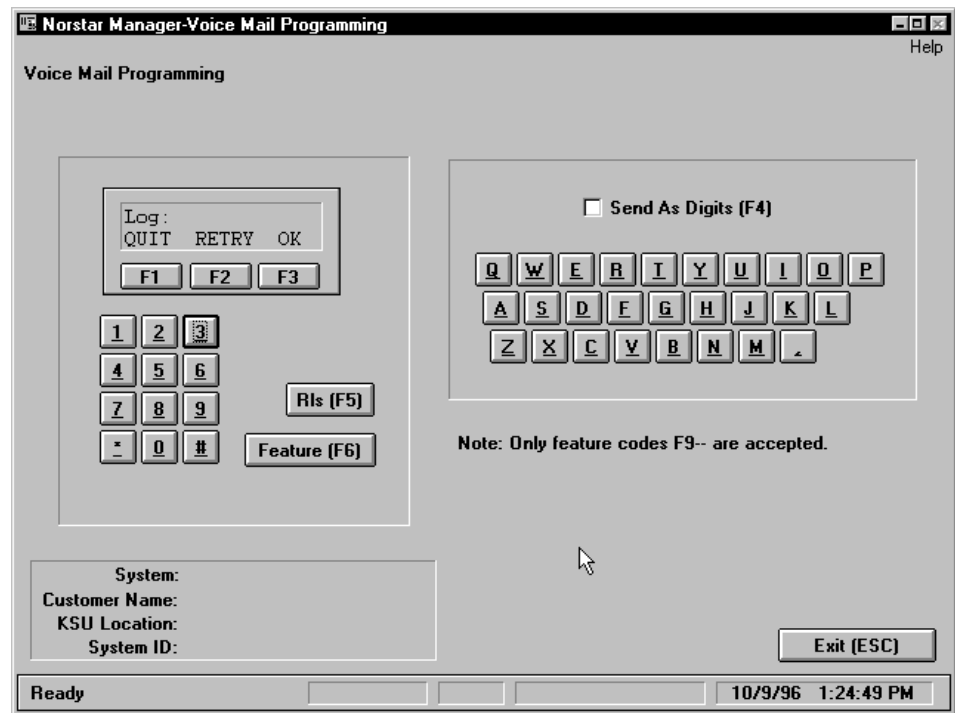 Norstar Manager-Voice Mail Programming
Help
Voice Mail Programming
Log:
QUIT RETRY OK
F1 F2 F3
1 2 3
4 5 6
7 8 9
* 0 #
Rls (F5)
Feature (F6)
Send As Digits (F4)
Q W E R T Y U I O P
A S D F G H J K L
Z X C V B N M ,
Note: Only feature codes F9-- are accepted.
System:
Customer Name:
KSU Location:
System ID:
Exit (ESC)
Ready
10/9/96 1:24:49 PM